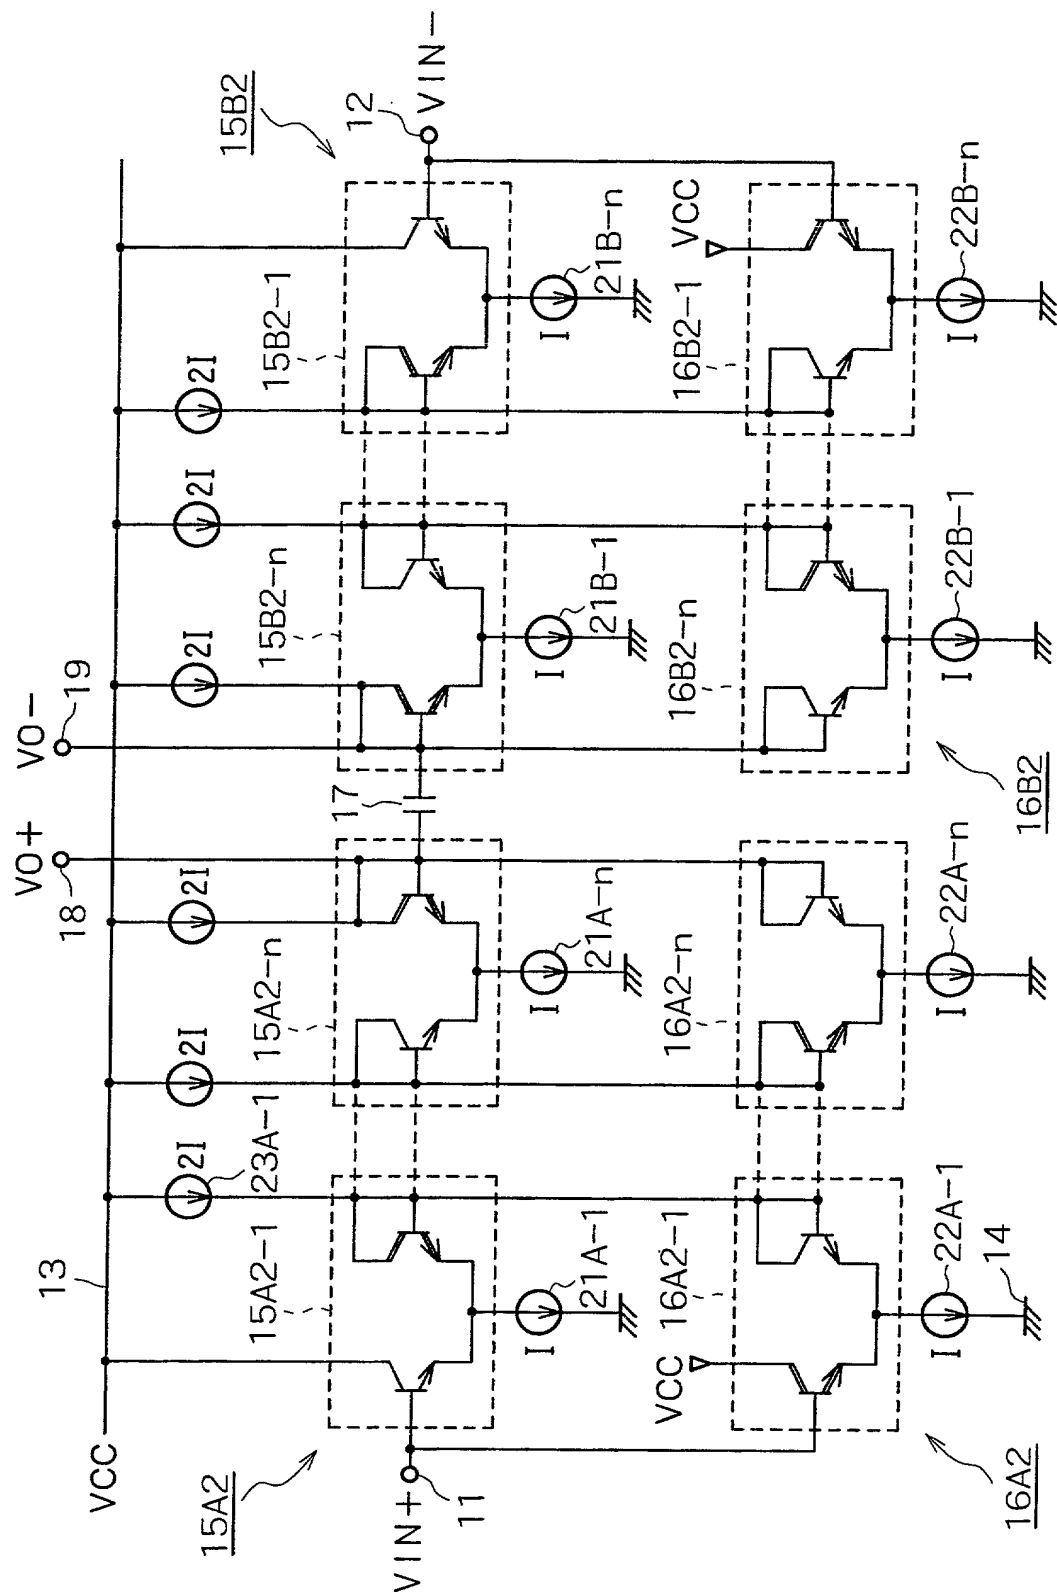 VCC
13
VO+
18
VO-
19
2I
23A-1
2I
2I
2I
2I
2I
15A2
15A2-1
15A2-n
17
15B2-n
15B2-1
15B2
VIN+
11
12
VIN-
I
21A-1
I
21A-n
I
21B-1
I
21B-n
VCC
16A2-1
16A2-n
16B2-n
16B2-1
VCC
16A2
I
22A-1
14
I
22A-n
16B2
I
22B-1
I
22B-n